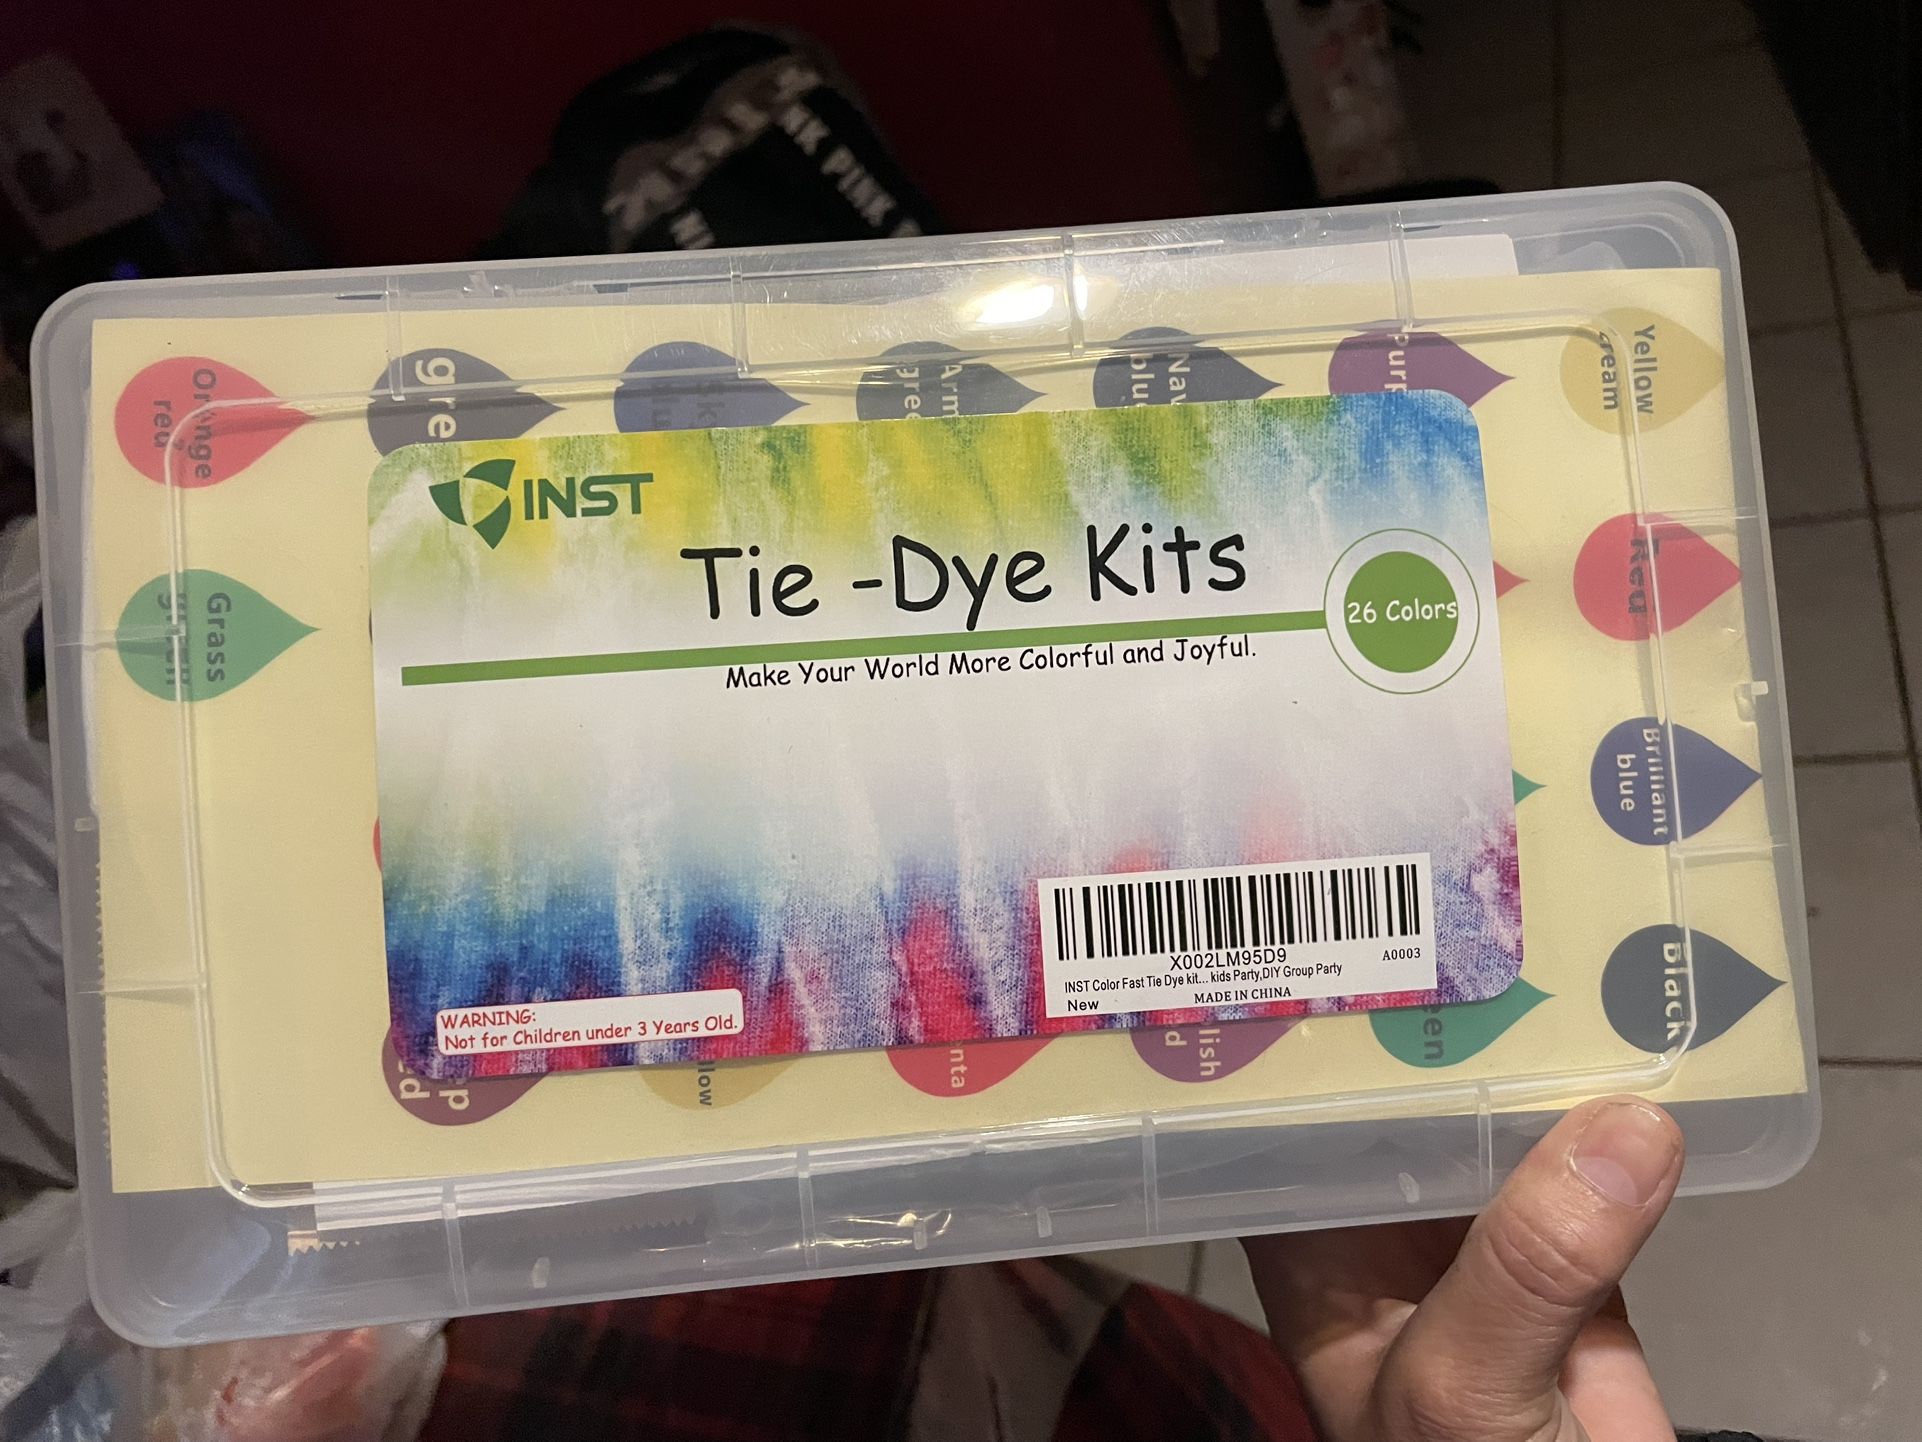 PINK
Orange
red
Yellow
Red
Grass
green
INST
Tie -Dye Kits
26 Colors
Make Your World More Colorful and Joyful.
Brilliant
blue
Black
X002LM95D9
A0003
INST Color Fast Tie Dye kit... kids Party,DIY Group Party
New
MADE IN CHINA
WARNING:
Not for Children under 3 Years Old.